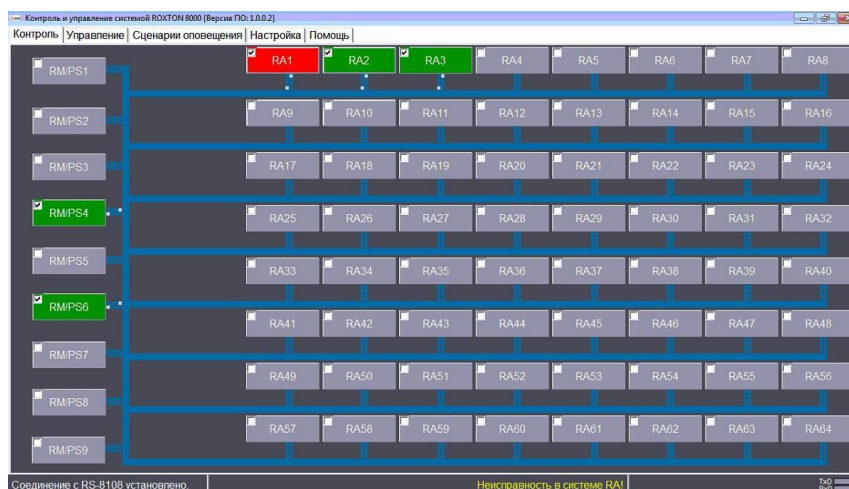 Контроль и управление системой ROXTON 8000 [Версия ПО: 1.0.0.2]
Контроль Управление Сценарии оповещения Настройка Помощь
RM/PS1 RA1 RA2 RA3 RA4 RA5 RA6 RA7 RA8
RM/PS2 RA9 RA10 RA11 RA12 RA13 RA14 RA15 RA16
RM/PS3 RA17 RA18 RA19 RA20 RA21 RA22 RA23 RA24
RM/PS4 RA25 RA26 RA27 RA28 RA29 RA30 RA31 RA32
RM/PS5 RA33 RA34 RA35 RA36 RA37 RA38 RA39 RA40
RM/PS6 RA41 RA42 RA43 RA44 RA45 RA46 RA47 RA48
RM/PS7 RA49 RA50 RA51 RA52 RA53 RA54 RA55 RA56
RM/PS8 RA57 RA58 RA59 RA60 RA61 RA62 RA63 RA64
RM/PS9
Соединение с RS-8108 установлено. Неисправность в системе RA! TxD
RxD